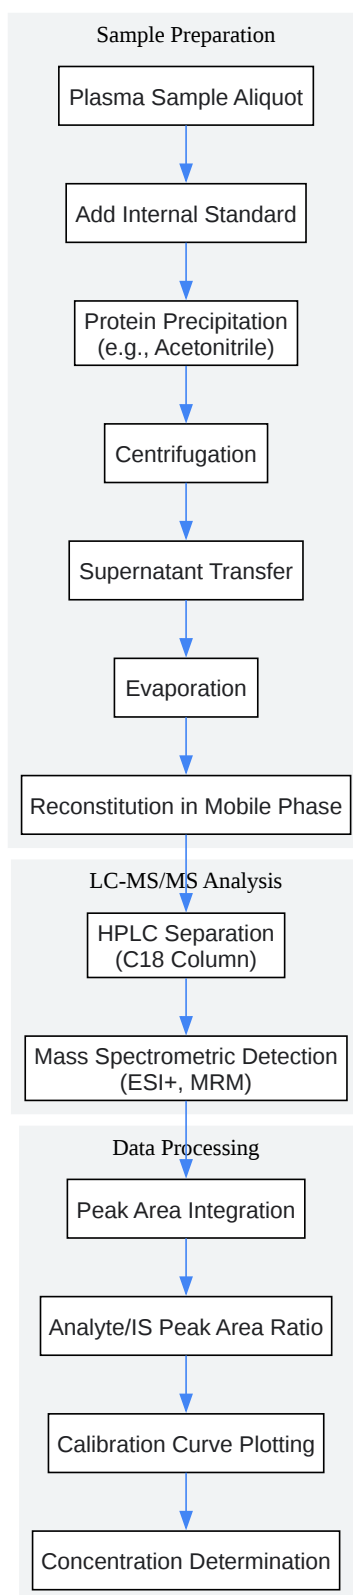 Sample Preparation
Plasma Sample Aliquot
Add Internal Standard
Protein Precipitation
(e.g., Acetonitrile)
Centrifugation
Supernatant Transfer
Evaporation
Reconstitution in Mobile Phase
LC-MS/MS Analysis
HPLC Separation
(C18 Column)
Mass Spectrometric Detection
(ESI+, MRM)
Data Processing
Peak Area Integration
Analyte/IS Peak Area Ratio
Calibration Curve Plotting
Concentration Determination